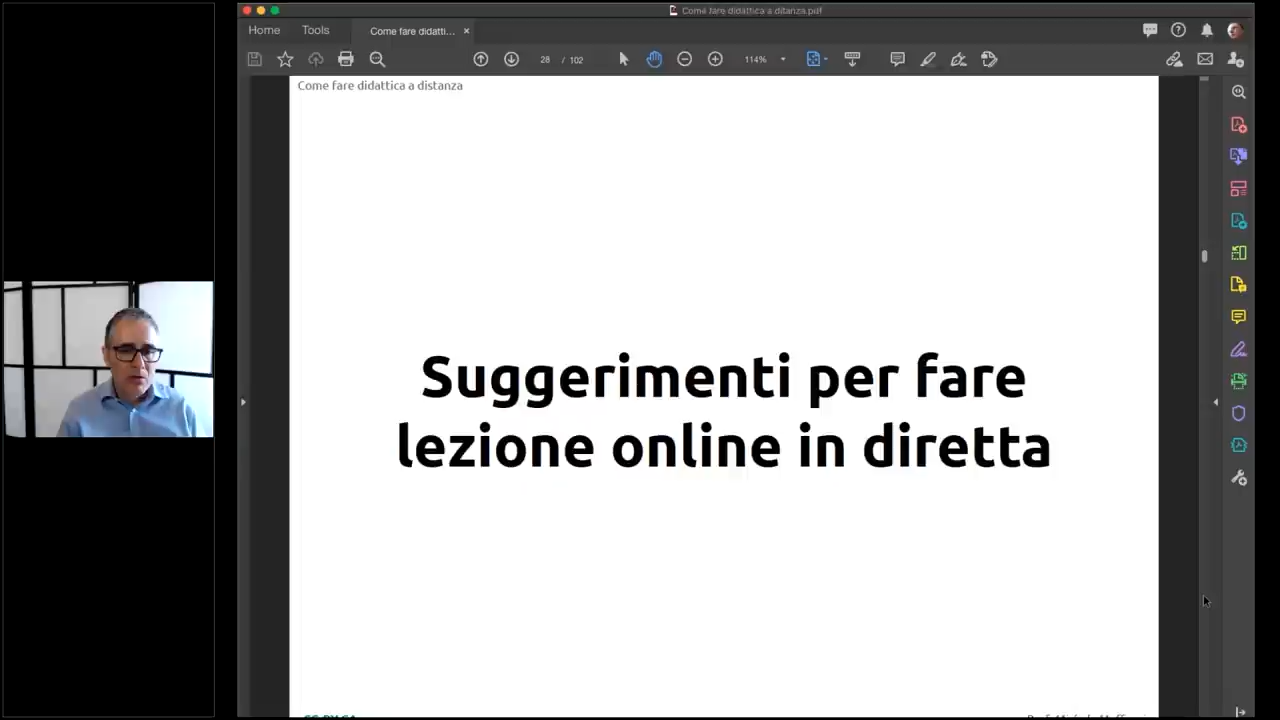 Come fare didattica a ditanza.pdf
Home
Tools
Come fare didatti...
28 / 102
114%
Come fare didattica a distanza
Suggerimenti per fare
lezione online in diretta